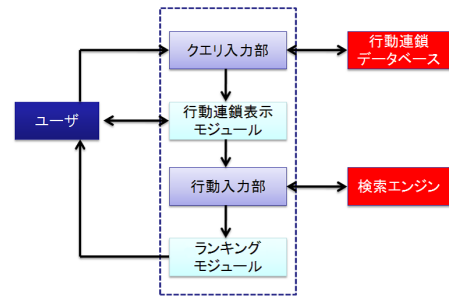 クエリ入力部
行動連鎖
データベース
ユーザ
行動連鎖表示
モジュール
行動入力部
検索エンジン
ランキング
モジュール